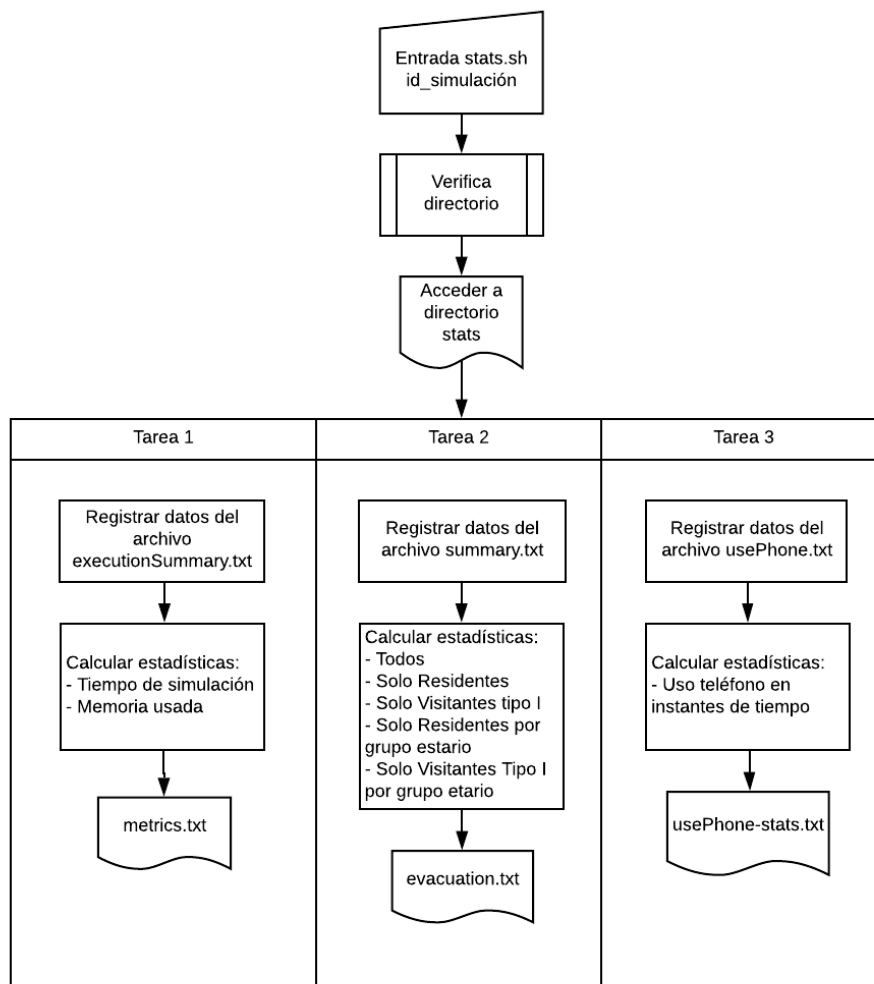 Entrada stats.sh
id_simulación
Verifica
directorio
Acceder a
directorio
stats
Tarea 1
Tarea 2
Tarea 3
Registrar datos del
archivo
executionSummary.txt
Calcular estadísticas:
- Tiempo de simulación
- Memoria usada
metrics.txt
Registrar datos del
archivo summary.txt
Calcular estadísticas:
- Todos
- Solo Residentes
- Solo Visitantes tipo I
- Solo Residentes por
grupo estario
- Solo Visitantes Tipo I
por grupo etario
evacuation.txt
Registrar datos del
archivo usePhone.txt
Calcular estadísticas:
- Uso teléfono en
instantes de tiempo
usePhone-stats.txt